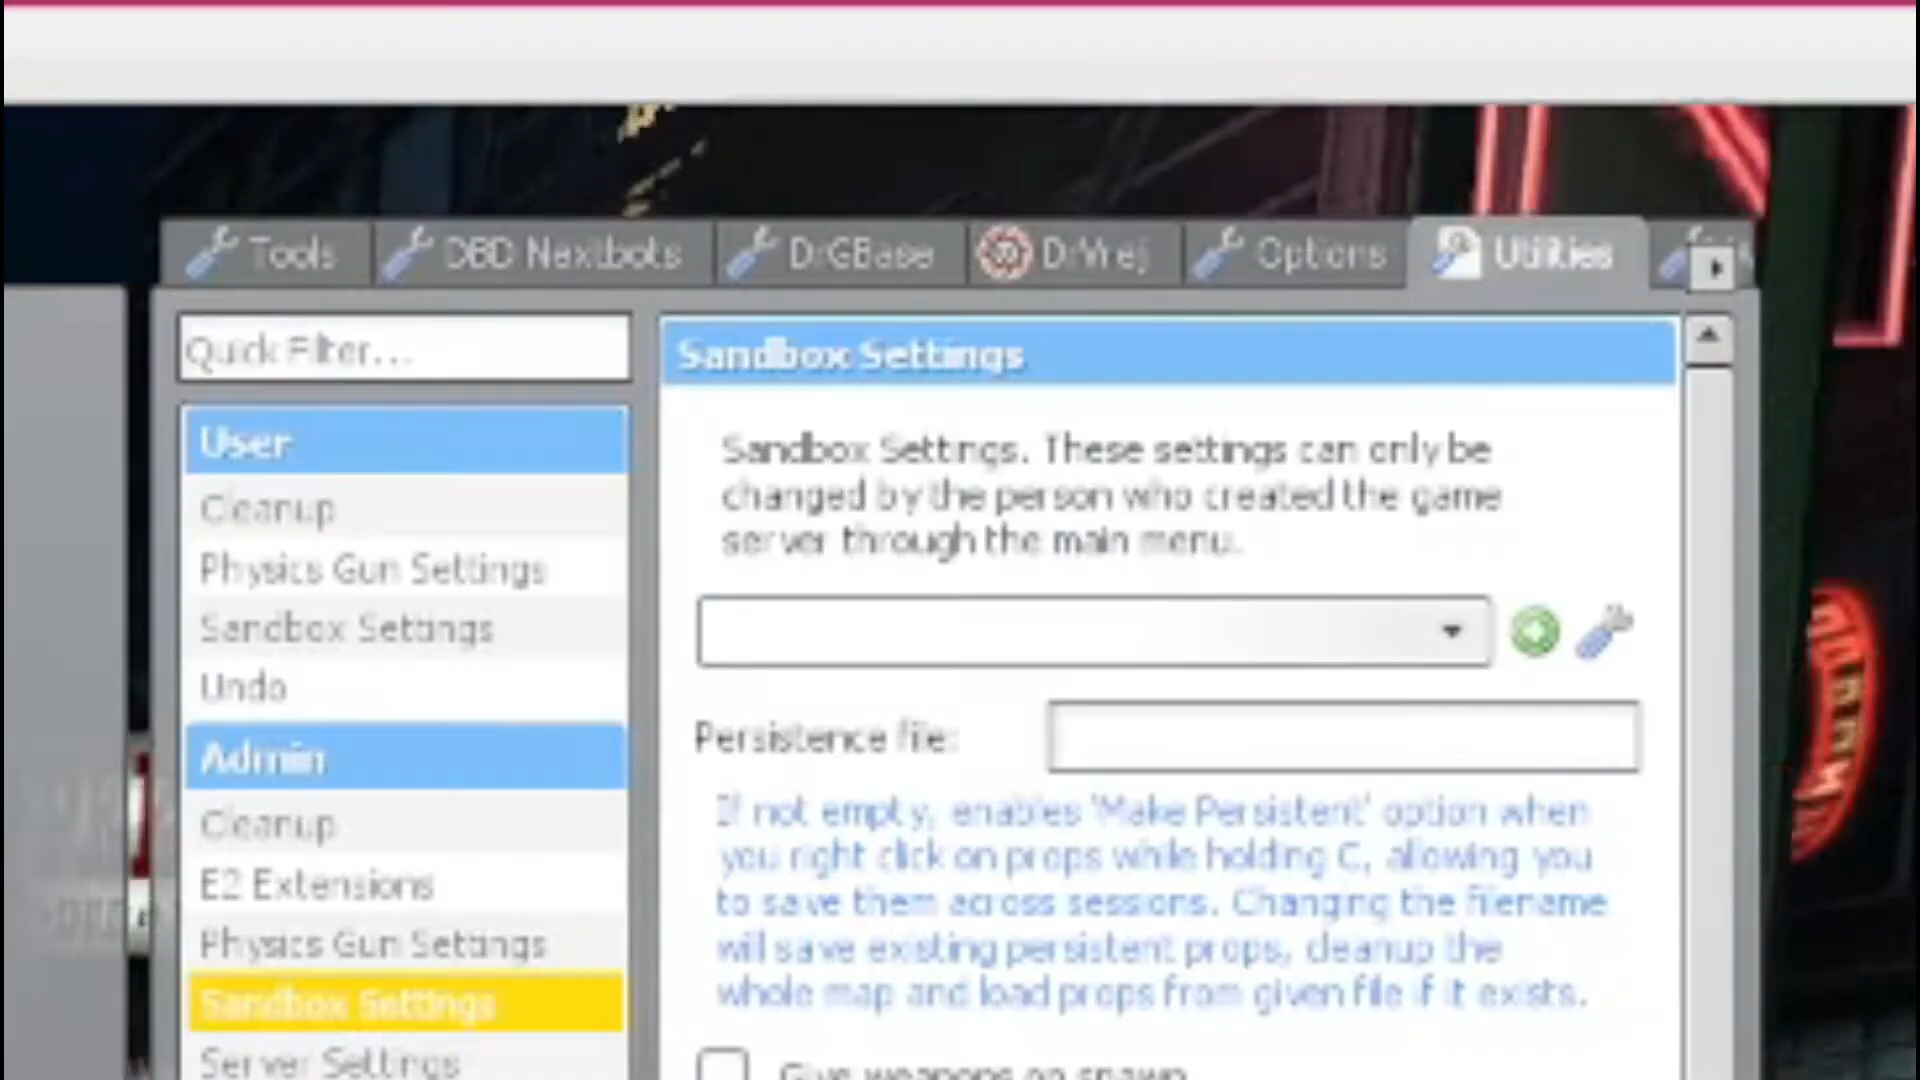 Tools
DBD Nextbots
DrGBase
DrVrej
Options
Utilities
Quick Filter...
User
Cleanup
Physics Gun Settings
Sandbox Settings
Undo
Admin
Cleanup
E2 Extensions
Physics Gun Settings
Sandbox Settings
Server Settings
Sandbox Settings
Sandbox Settings. These settings can only be
changed by the person who created the game
server through the main menu.
Persistence file:
If not empty, enables 'Make Persistent' option when
you right click on props while holding C, allowing you
to save them across sessions. Changing the filename
will save existing persistent props, cleanup the
whole map and load props from given file if it exists.
Give weapons on spawn